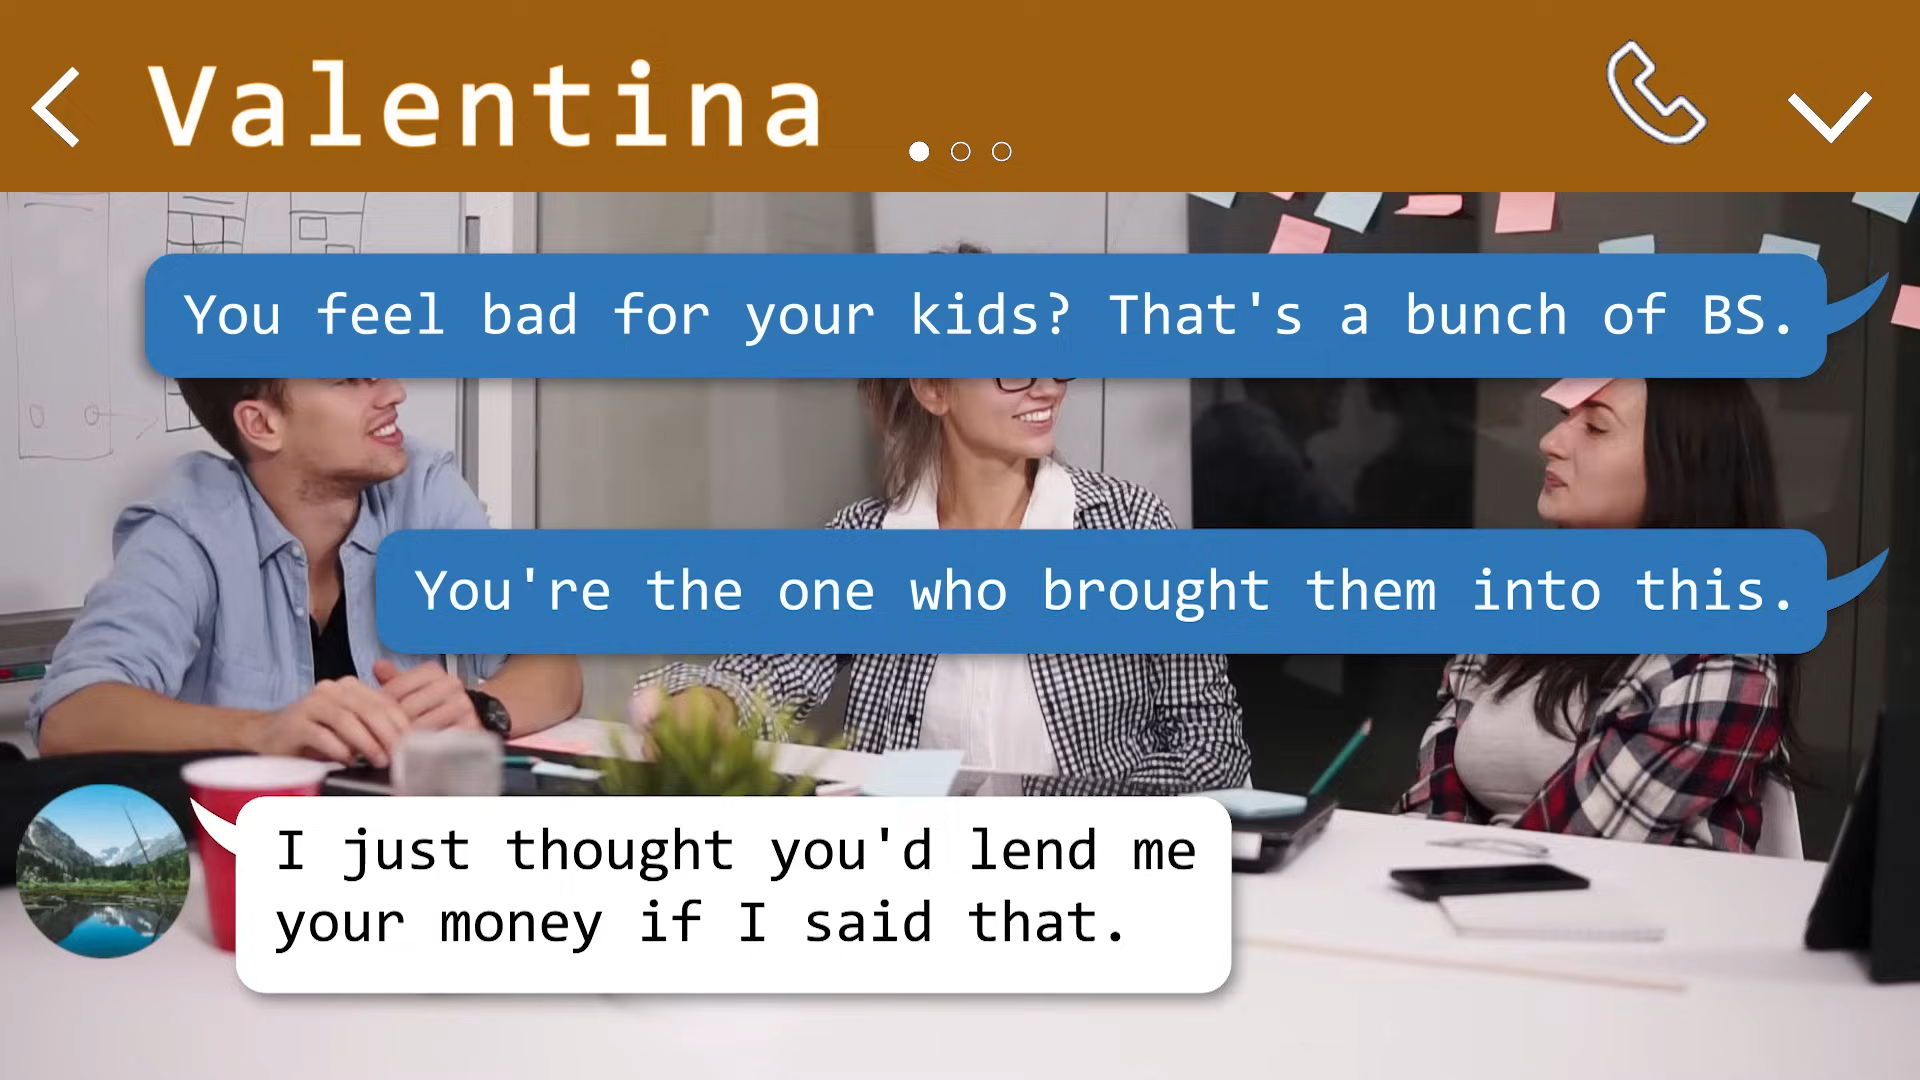 Valentina
You feel bad for your kids? That's a bunch of BS.
You're the one who brought them into this.
I just thought you'd lend me
your money if I said that.